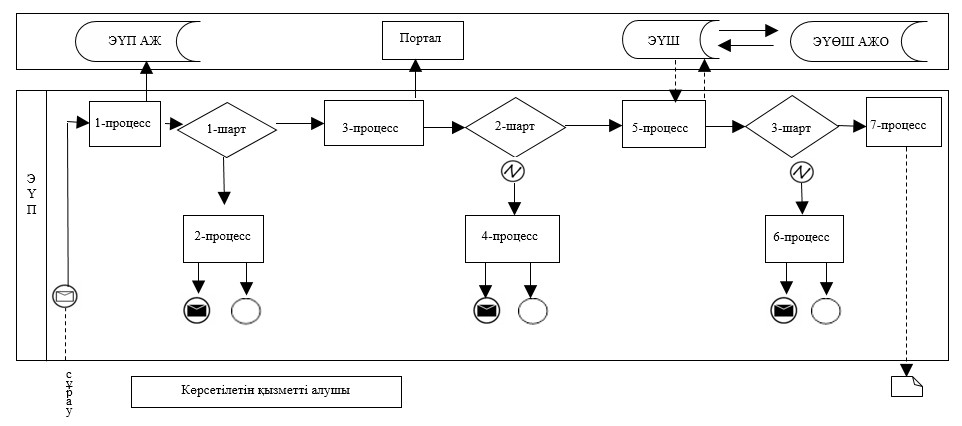 ЭҮП АЖ
Портал
ЭҮШ
ЭҮӨШ АЖО
1-процесс
1-шарт
3-процесс
2-шарт
5-процесс
3-шарт
7-процесс
ЭҮП
2-процесс
4-процесс
6-процесс
сұрау
Көрсетілетін қызметті алушы